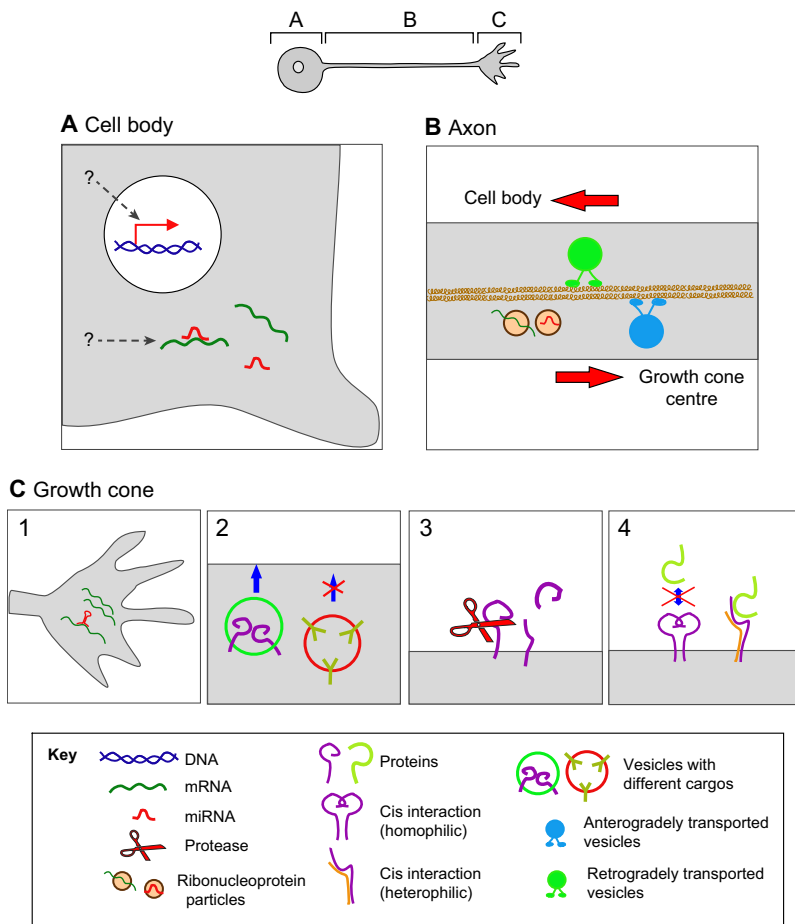 A B C
A Cell body
?
?
B Axon
Cell body
Growth cone
centre
C Growth cone
1 2 3 4
Key
DNA
mRNA
miRNA
Protease
Ribonucleoprotein
particles
Proteins
Cis interaction
(homophilic)
Cis interaction
(heterophilic)
Vesicles with
different cargos
Anterogradely transported
vesicles
Retrogradely transported
vesicles